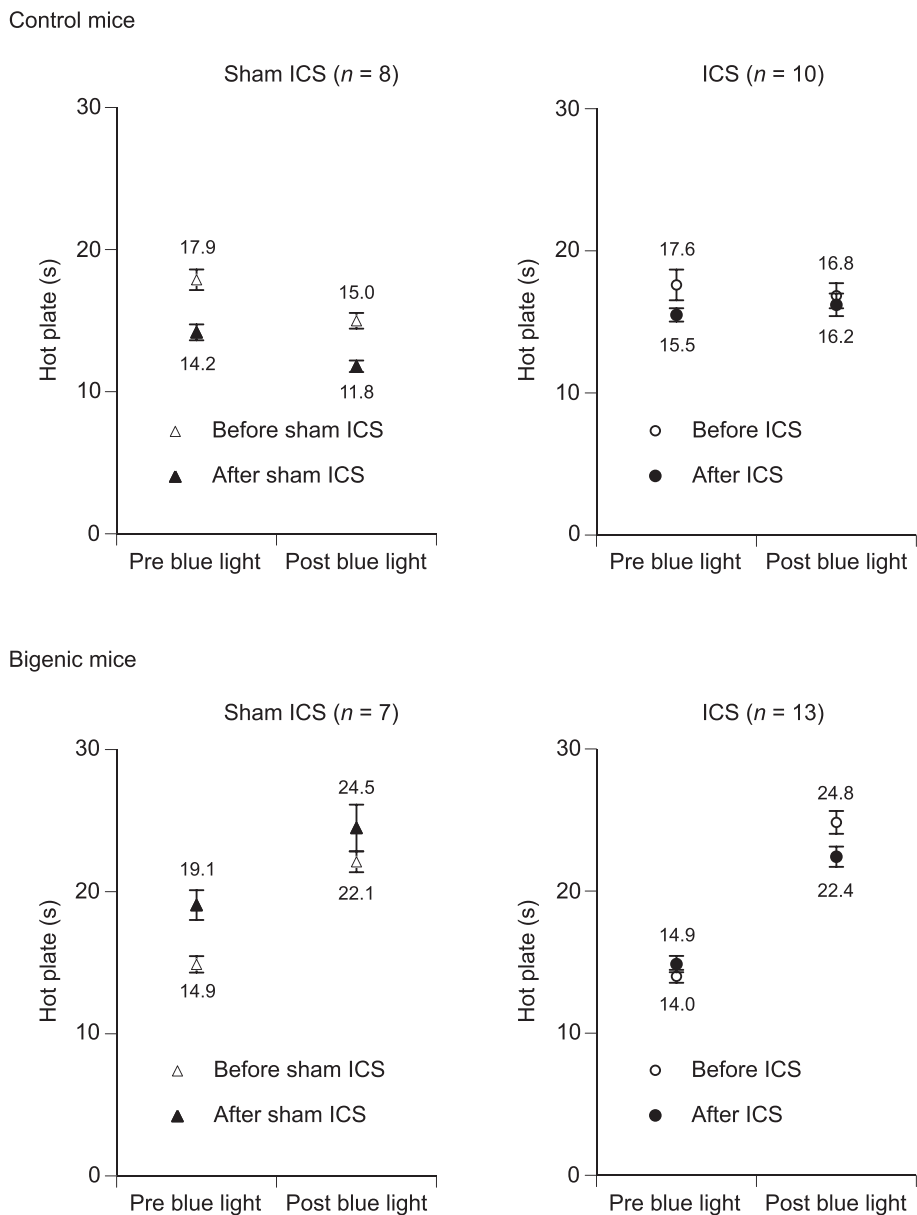 Control mice
Sham ICS (n = 8)
30
20
10
0
Hot plate (s)
17.9
14.2
15.0
11.8
Before sham ICS
After sham ICS
Pre blue light
Post blue light
ICS (n = 10)
30
20
10
0
Hot plate (s)
17.6
15.5
16.8
16.2
Before ICS
After ICS
Pre blue light
Post blue light
Bigenic mice
Sham ICS (n = 7)
30
20
10
0
Hot plate (s)
19.1
14.9
24.5
22.1
Before sham ICS
After sham ICS
Pre blue light
Post blue light
ICS (n = 13)
30
20
10
0
Hot plate (s)
14.9
14.0
24.8
22.4
Before ICS
After ICS
Pre blue light
Post blue light